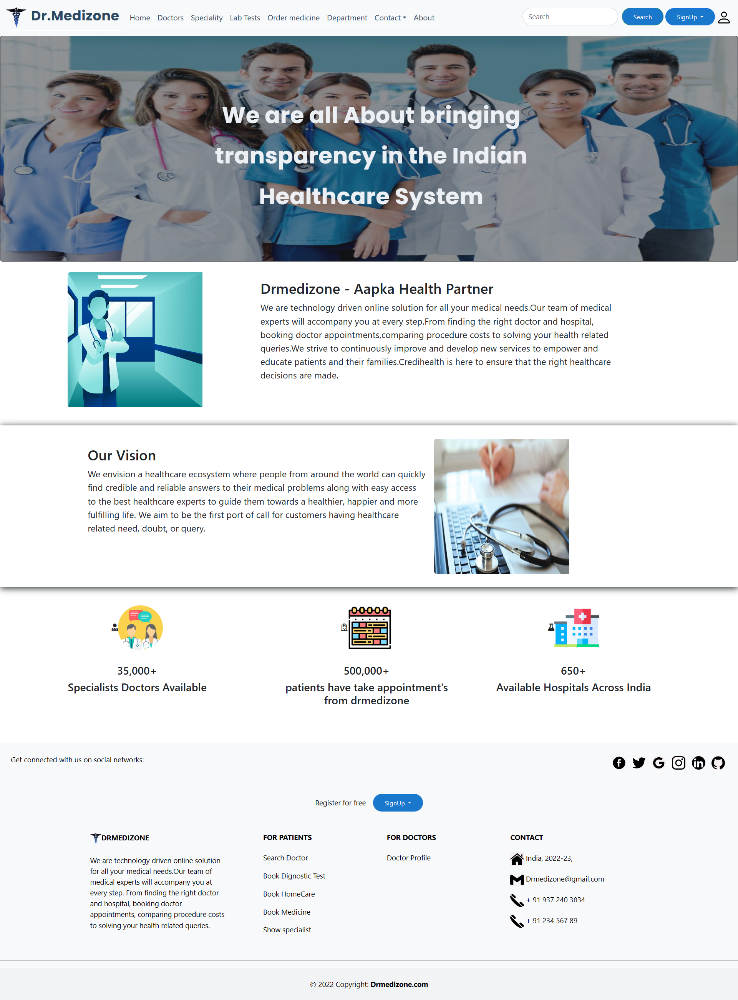 Dr.Medizone
Home Doctors Speciality Lab Tests Order medicine Department Contact About
Search
Search
SignUp
We are all About bringing
transparency in the Indian
Healthcare System
Drmedizone - Aapka Health Partner
We are technology driven online solution for all your medical needs.Our team of medical
experts will accompany you at every step.From finding the right doctor and hospital,
booking doctor appointments,comparing procedure costs to solving your health related
queries.We strive to continuously improve and develop new services to empower and
educate patients and their families.Credihealth is here to ensure that the right healthcare
decisions are made.
Our Vision
We envision a healthcare ecosystem where people from around the world can quickly
find credible and reliable answers to their medical problems along with easy access
to the best healthcare experts to guide them towards a healthier, happier and more
fulfilling life. We aim to be the first port of call for customers having healthcare
related need, doubt, or query.
35,000+
Specialists Doctors Available
500,000+
patients have take appointment's
from drmedizone
650+
Available Hospitals Across India
Get connected with us on social networks:
Register for free
SignUp
DRMEDIZONE
We are technology driven online solution
for all your medical needs.Our team of
medical experts will accompany you at
every step. From finding the right doctor
and hospital, booking doctor
appointments, comparing procedure costs
to solving your health related queries.
FOR PATIENTS
Search Doctor
Book Dignostic Test
Book HomeCare
Book Medicine
Show specialist
FOR DOCTORS
Doctor Profile
CONTACT
India, 2022-23,
Drmedizone@gmail.com
+ 91 937 240 3834
+ 91 234 567 89
© 2022 Copyright: Drmedizone.com